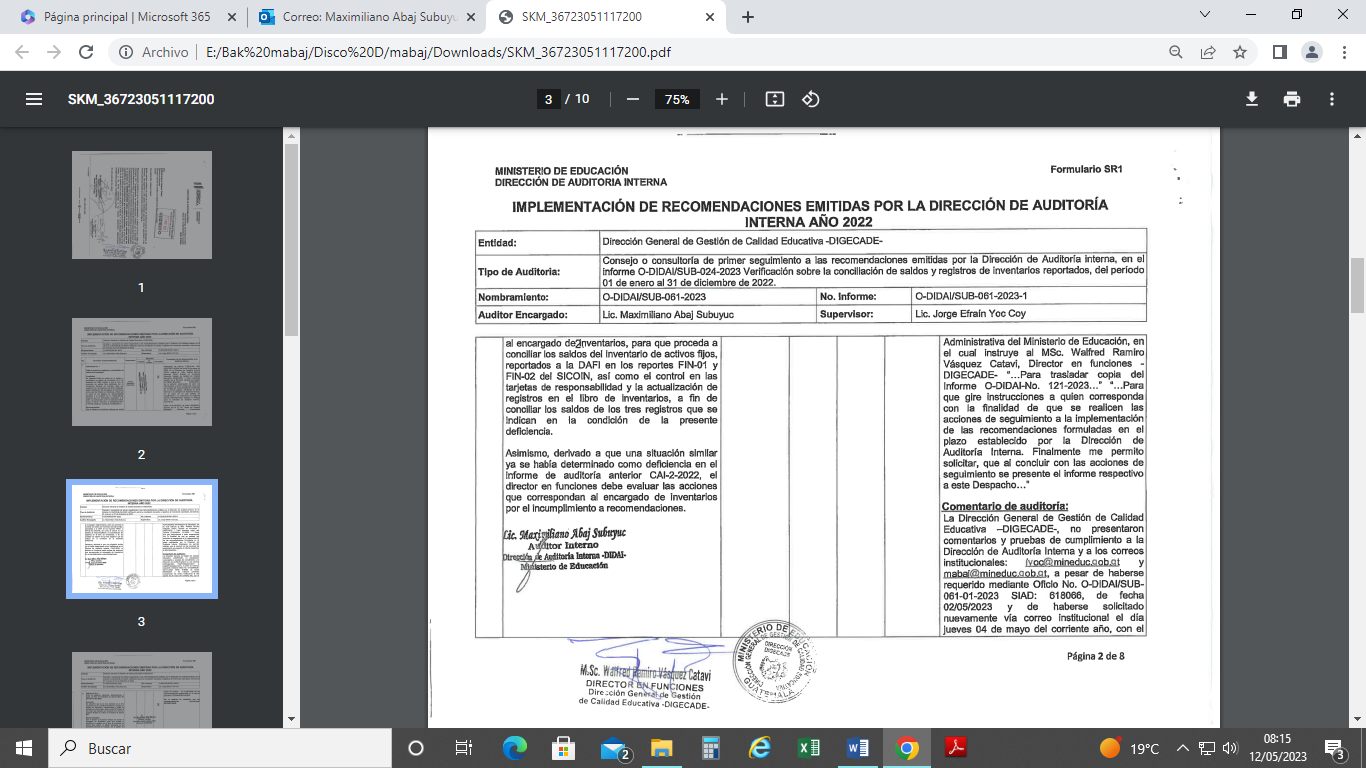 Página principal | Microsoft 365
Correo: Maximiliano Abaj Subuyu
SKM_36723051117200
Archivo
E:/Bak%20mabaj/Disco%20D/mabaj/Downloads/SKM_36723051117200.pdf
SKM_36723051117200
3 / 10
75%
1
2
3
MINISTERIO DE EDUCACIÓN
DIRECCIÓN DE AUDITORIA INTERNA
Formulario SR1
IMPLEMENTACIÓN DE RECOMENDACIONES EMITIDAS POR LA DIRECCIÓN DE AUDITORÍA
INTERNA AÑO 2022
Entidad: Dirección General de Gestión de Calidad Educativa -DIGECADE-
Tipo de Auditoria:
Consejo o consultoría de primer seguimiento a las recomendaciones emitidas por la Dirección de Auditoría interna, en el
informe O-DIDAI/SUB-024-2023 Verificación sobre la conciliación de saldos y registros de inventarios reportados, del periodo
01 de enero al 31 de diciembre de 2022.
Nombramiento: O-DIDAI/SUB-061-2023 No. Informe: O-DIDAI/SUB-061-2023-1
Auditor Encargado: Lic. Maximiliano Abaj Subuyuc Supervisor: Lic. Jorge Efraín Yoc Coy
al encargado de inventarios, para que proceda a
conciliar los saldos del inventario de activos fijos,
reportados a la DAFI en los reportes FIN-01 y
FIN-02 del SICOIN, así como el control en las
tarjetas de responsabilidad y la actualización de
registros en el libro de inventarios, a fin de
conciliar los saldos de los tres registros que se
indican en la condición de la presente
deficiencia.
Asimismo, derivado a que una situación similar
ya se había determinado como deficiencia en el
informe de auditoría anterior CAI-2-2022, el
director en funciones debe evaluar las acciones
que correspondan al encargado de inventarios
por el incumplimiento a recomendaciones.
Lic. Maximiliano Abaj Subuyuc
Auditor Interno
Dirección de Auditoría Interna -DIDAI-
Ministerio de Educación
Administrativa del Ministerio de Educación, en
el cual instruye al MSc. Walfred Ramiro
Vásquez Catavi, Director en funciones -
DIGECADE- "...Para trasladar copia del
Informe O-DIDAI-No. 121-2023..." "...Para
que gire instrucciones a quien corresponda
con la finalidad de que se realicen las
acciones de seguimiento a la implementación
de las recomendaciones formuladas en el
plazo establecido por la Dirección de
Auditoría Interna. Finalmente me permito
solicitar, que al concluir con las acciones de
seguimiento se presente el informe respectivo
a este Despacho..."
Comentario de auditoría:
La Dirección General de Gestión de Calidad
Educativa –DIGECADE-, no presentaron
comentarios y pruebas de cumplimiento a la
Dirección de Auditoría Interna y a los correos
institucionales: jyoc@mineduc.gob.gt y
mabaj@mineduc.gob.gt, a pesar de haberse
requerido mediante Oficio No. O-DIDAI/SUB-
061-01-2023 SIAD: 618066, de fecha
02/05/2023 y de haberse solicitado
nuevamente vía correo institucional el día
jueves 04 de mayo del corriente año, con el
M.Sc. Walfred Ramiro Vásquez Catavi
DIRECTOR EN FUNCIONES
Dirección General de Gestión
de Calidad Educativa -DIGECADE-
MINISTERIO DE EDUCACIÓN
DIRECCIÓN
DIGECADE
GUATEMALA
Página 2 de 8
Buscar
2
19°C
08:15
12/05/2023
3